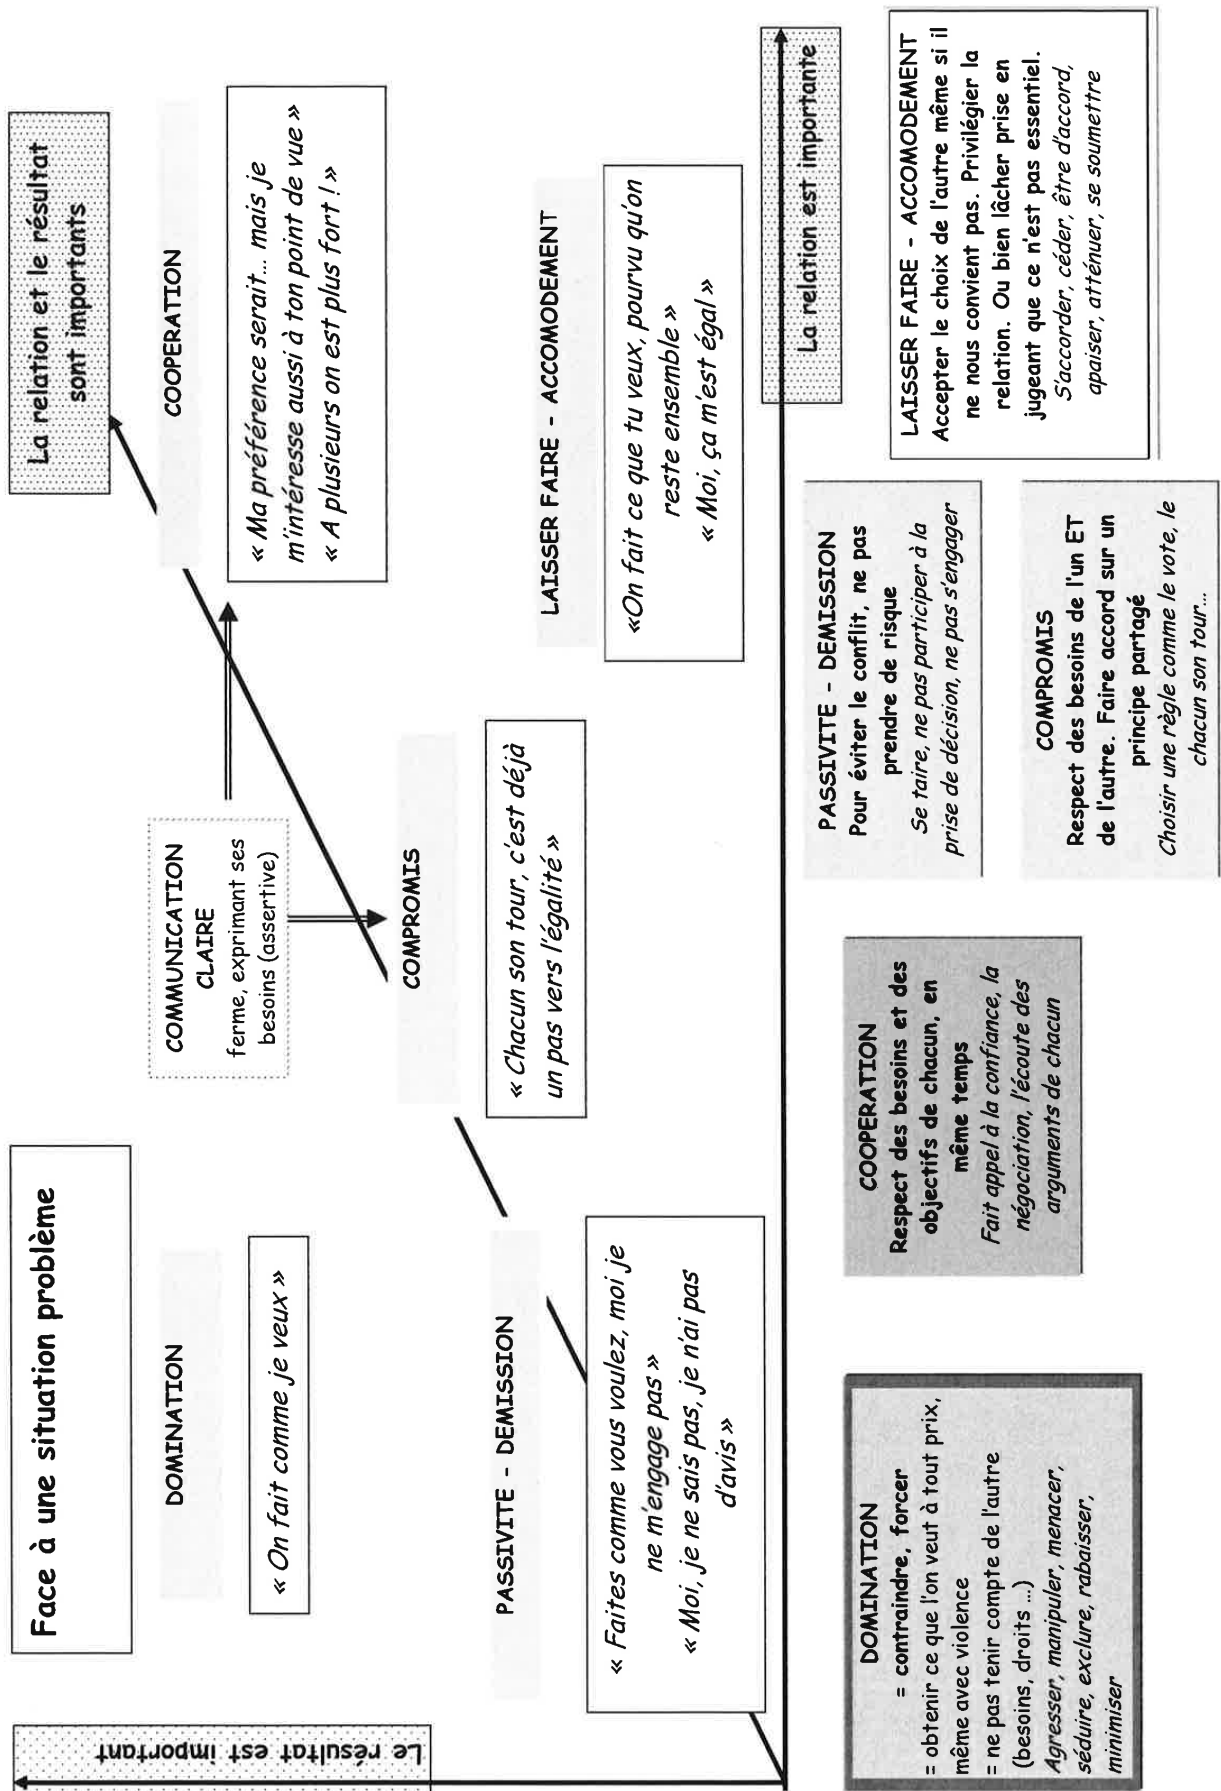 Face à une situation problème
La relation et le résultat
sont importants
Le résultat est important
DOMINATION
« On fait comme je veux »
COMMUNICATION
CLAIRE
ferme, exprimant ses
besoins (assertive)
COOPERATION
« Ma préférence serait... mais je
m'intéresse aussi à ton point de vue »
« A plusieurs on est plus fort ! »
COMPROMIS
« Chacun son tour, c'est déjà
un pas vers l'égalité »
PASSIVITE - DEMISSION
« Faites comme vous voulez, moi je
ne m'engage pas »
« Moi, je ne sais pas, je n'ai pas
d'avis »
LAISSER FAIRE - ACCOMODEMENT
«On fait ce que tu veux, pourvu qu'on
reste ensemble »
« Moi, ça m'est égal »
La relation est importante
DOMINATION
= contraindre, forcer
= obtenir ce que l'on veut à tout prix,
même avec violence
= ne pas tenir compte de l'autre
(besoins, droits ...)
Agresser, manipuler, menacer,
séduire, exclure, rabaisser,
minimiser
COOPERATION
Respect des besoins et des
objectifs de chacun, en
même temps
Fait appel à la confiance, la
négociation, l'écoute des
arguments de chacun
PASSIVITE - DEMISSION
Pour éviter le conflit, ne pas
prendre de risque
Se taire, ne pas participer à la
prise de décision, ne pas s'engager
COMPROMIS
Respect des besoins de l'un ET
de l'autre. Faire accord sur un
principe partagé
Choisir une règle comme le vote, le
chacun son tour...
LAISSER FAIRE - ACCOMODEMENT
Accepter le choix de l'autre même si il
ne nous convient pas. Privilégier la
relation. Ou bien lâcher prise en
jugeant que ce n'est pas essentiel.
S'accorder, céder, être d'accord,
apaiser, atténuer, se soumettre